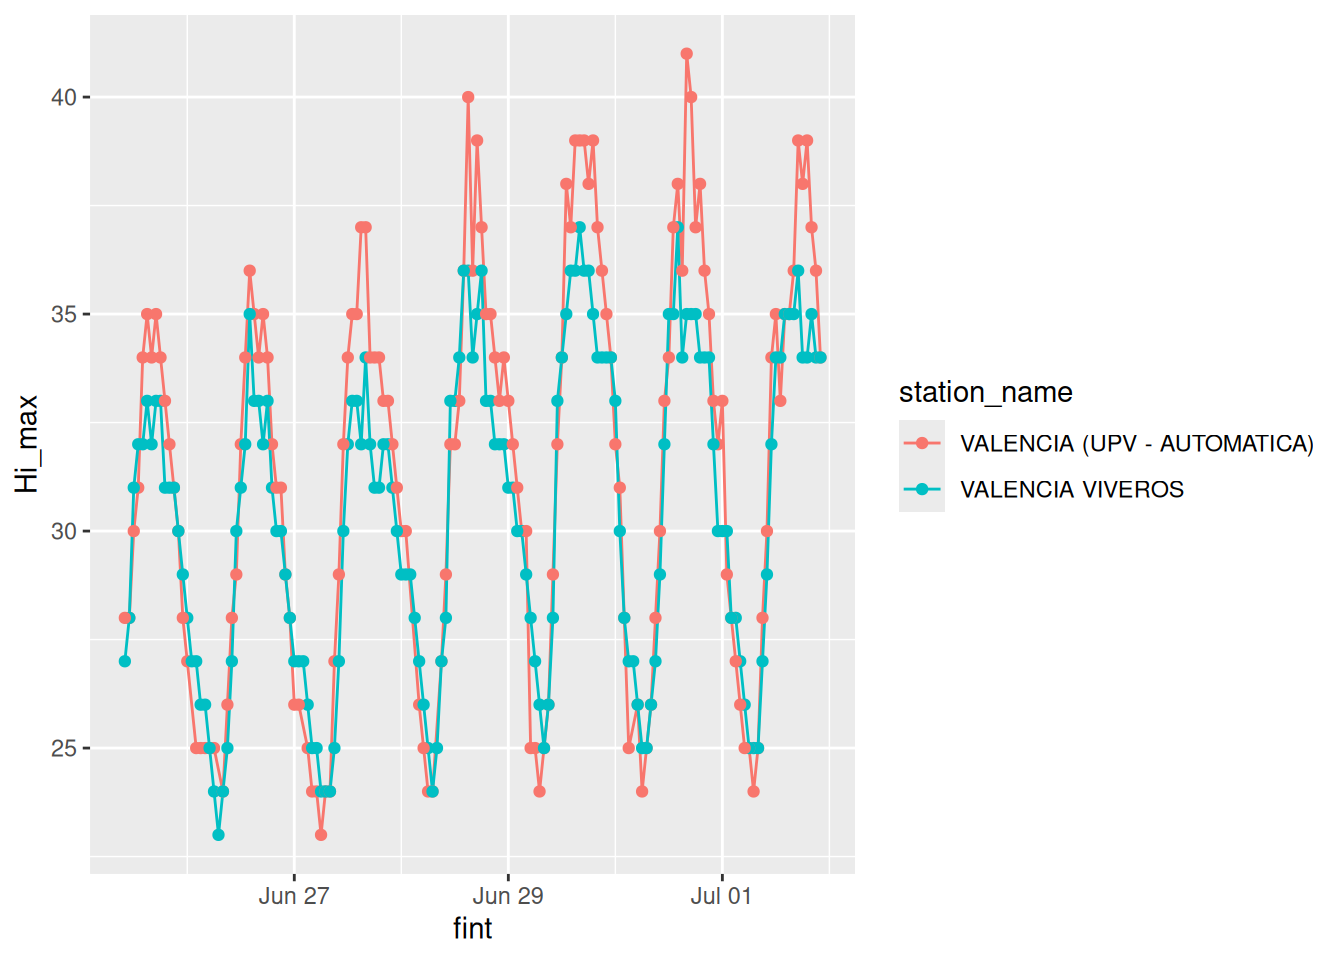 40
35
30
25
Hi_max
Jun 27
Jun 29
Jul 01
fint
station_name
VALENCIA (UPV - AUTOMATICA)
VALENCIA VIVEROS